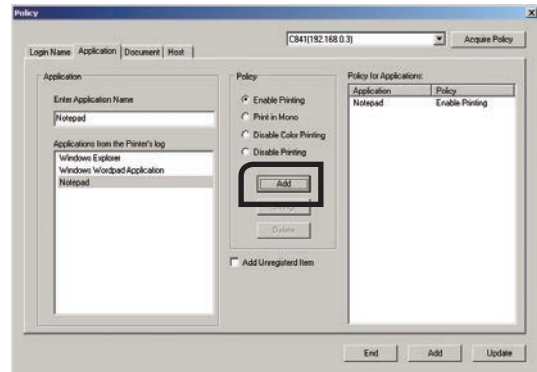 Policy
C841(192.168.0.3)
Acquire Policy
Login Name
Application
Document
Host
Application
Enter Application Name
Notepad
Applications from the Printer's log
Windows Explorer
Windows Wordpad Application
Notepad
Policy
Enable Printing
Print in Mono
Disable Color Printing
Disable Printing
Add
Delete
Add Unregisterd Item
Policy for Applications:
Application Policy
Notepad Enable Printing
End
Add
Update